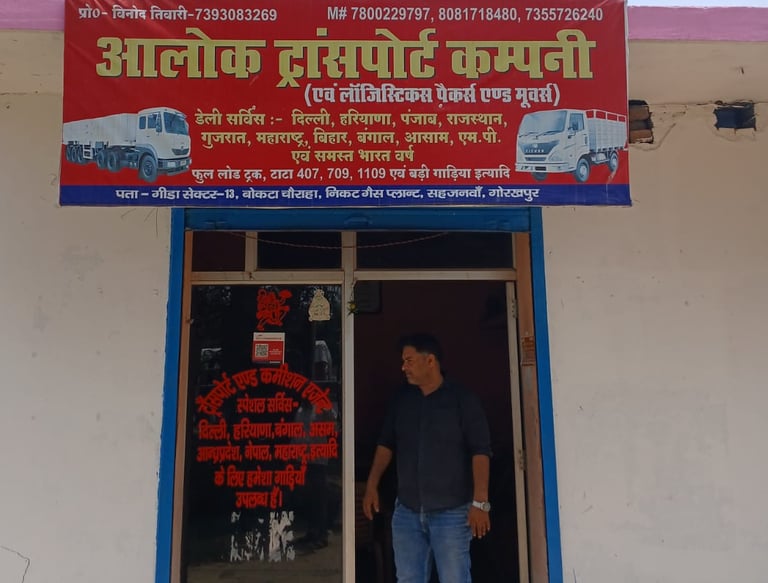 प्रो०- विनोद तिवारी-7393083269
M# 7800229797, 8081718480, 7355726240
आलोक ट्रांसपोर्ट कम्पनी
(एवं लॉजिस्टिकस पैकर्स एण्ड मूवर्स)
डेली सर्विस :- दिल्ली, हरियाणा, पंजाब, राजस्थान,
गुजरात, महाराष्ट्र, बिहार, बंगाल, आसाम, एम.पी.
एवं समस्त भारत वर्ष
फुल लोड ट्रक, टाटा 407, 709, 1109 एवं बड़ी गाड़िया इत्यादि
पता – गीडा सेक्टर-13, बोकटा चौराहा, निकट गैस प्लान्ट, सहजनवाँ, गोरखपुर
ट्राँसपोर्ट एण्ड कमीशन एजेन्ट
स्पेशल सर्विस-
दिल्ली, हरियाणा,बंगाल, असम,
आन्ध्रप्रदेश, नेपाल, महाराष्ट्र,इत्यादि
के लिए हमेशा गाड़ियाँ
उपलब्ध हैं।